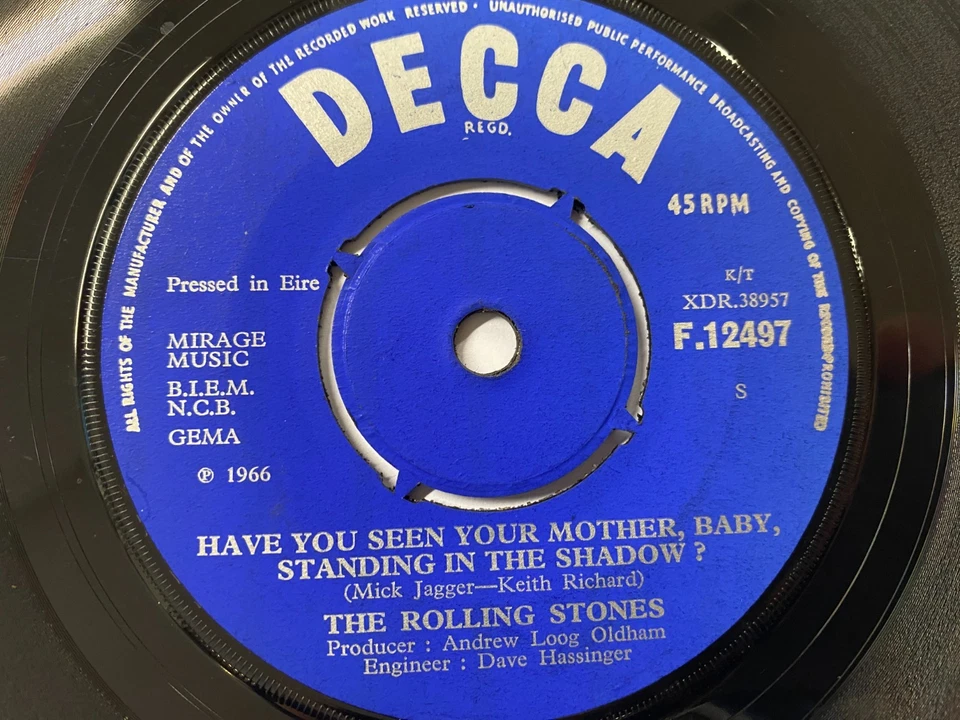 ALL RIGHTS OF THE MANUFACTURER AND OF THE OWNER OF THE RECORDED WORK RESERVED · UNAUTHORISED PUBLIC PERFORMANCE BROADCASTING AND COPYING OF THIS RECORD PROHIBITED
DECCA
REGD.
45 RPM
Pressed in Eire
K/T
XDR.38957
F.12497
MIRAGE
MUSIC
B.I.E.M.
N.C.B.
S
GEMA
℗ 1966
HAVE YOU SEEN YOUR MOTHER, BABY,
STANDING IN THE SHADOW ?
(Mick Jagger—Keith Richard)
THE ROLLING STONES
Producer : Andrew Loog Oldham
Engineer : Dave Hassinger